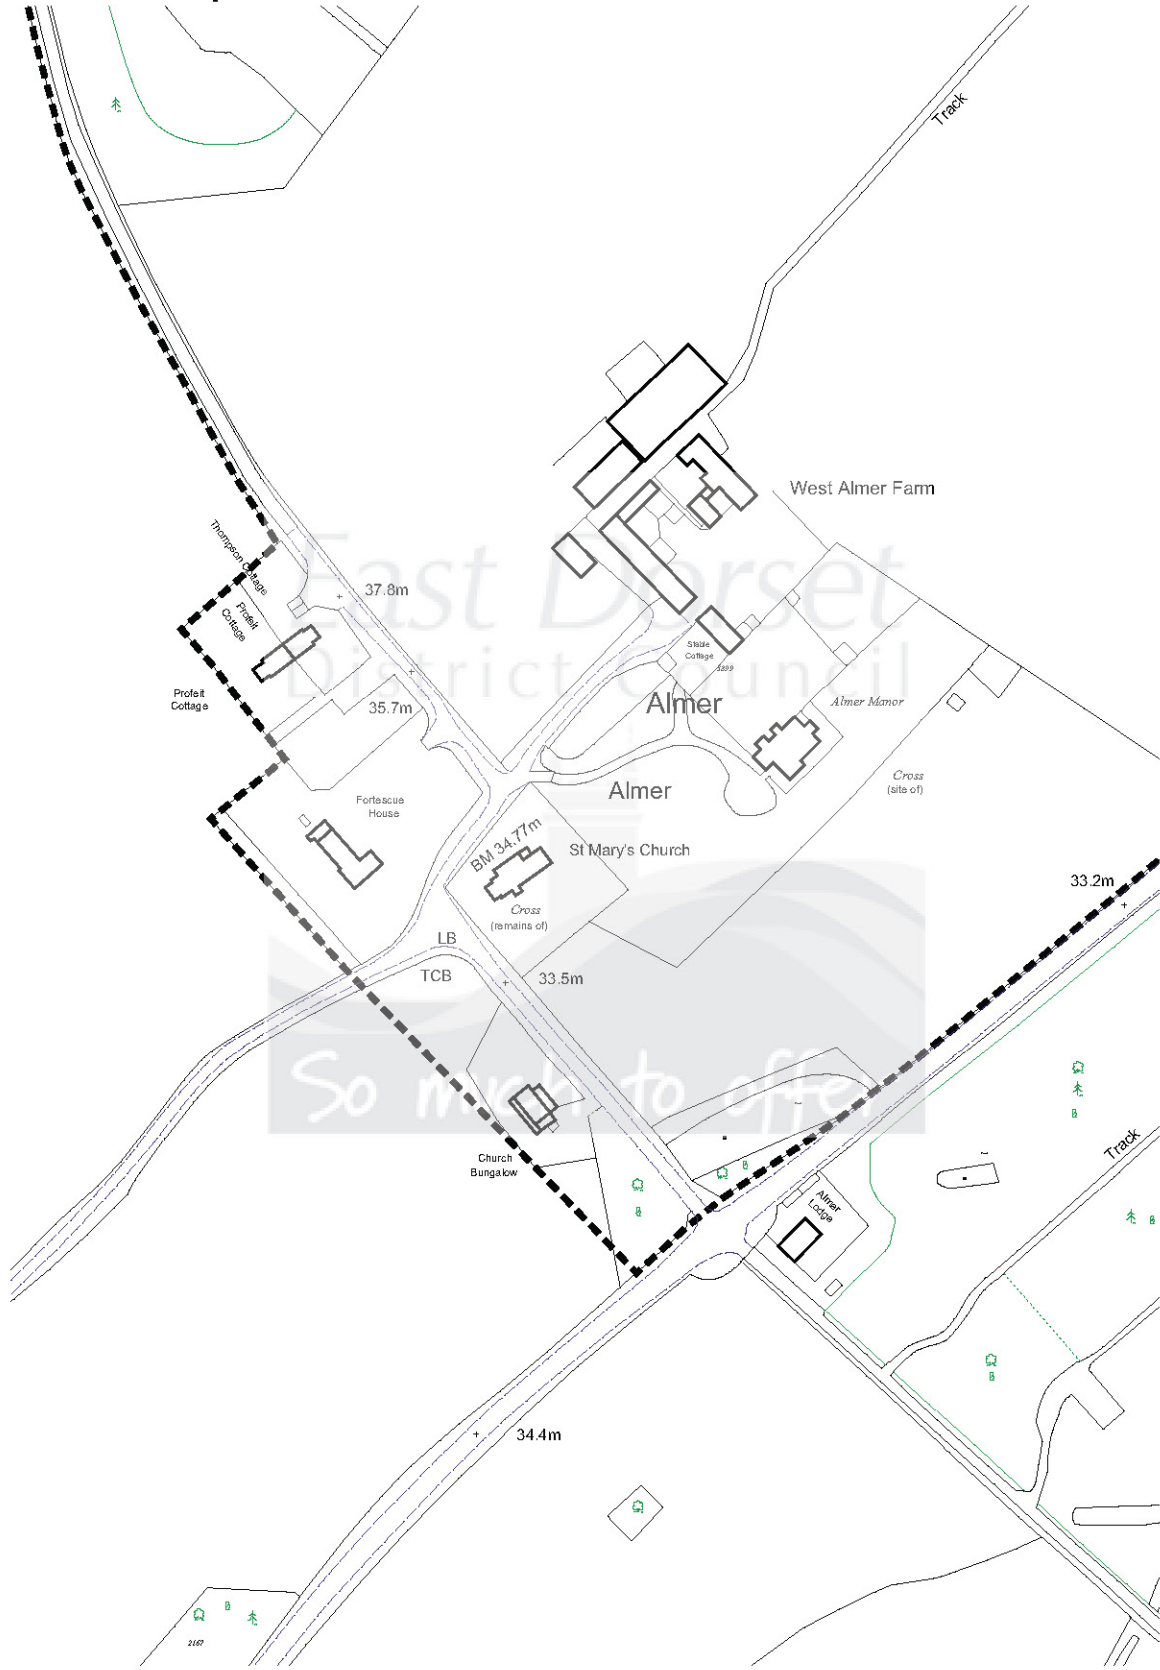 Track
West Almer Farm
Thompson Cottage
37.8m
Profeit
Cottage
East Dorset
District Council
Stable
Cottage
Profeit
Cottage
35.7m
Almer
Almer Manor
Cross
(site of)
Almer
Fortescue
House
BM 34.77m
St Mary's Church
33.2m
Cross
(remains of)
LB
TCB
33.5m
So much to offer
Church
Bungalow
Track
Almer
Lodge
34.4m
2167